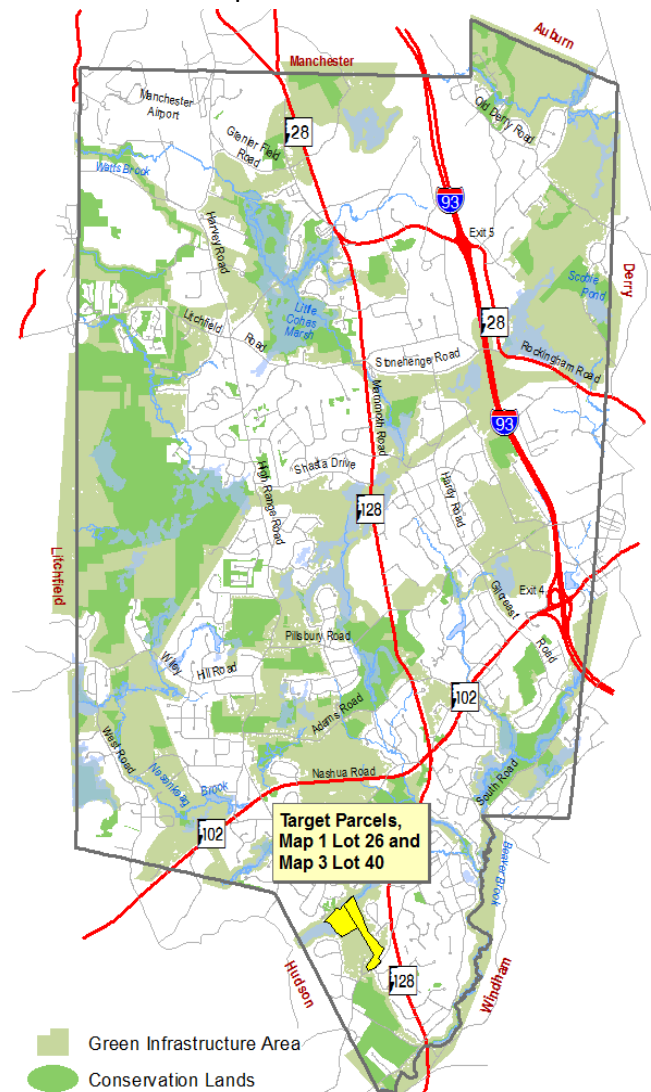 Auburn
Manchester
Manchester
Airport
Old Derry Road
Grenier Field
Road
28
Watts Brook
93
Harvey Road
Exit 5
Derry
Scobie
Pond
Little
Cohas
Marsh
28
Litchfield
Road
Stonehenge Road
Rockingham Road
Mammoth Road
93
Shasta Drive
High Range Road
Hardy Road
128
Litchfield
Exit 4
Gilcreast
Road
Pillsbury Road
Wiley
Hill Road
102
Adams Road
West Road
Nesenkeag
Brook
Nashua Road
South Road
102
Target Parcels,
Map 1 Lot 26 and
Map 3 Lot 40
Beaver Brook
Hudson
Windham
128
Green Infrastructure Area
Conservation Lands